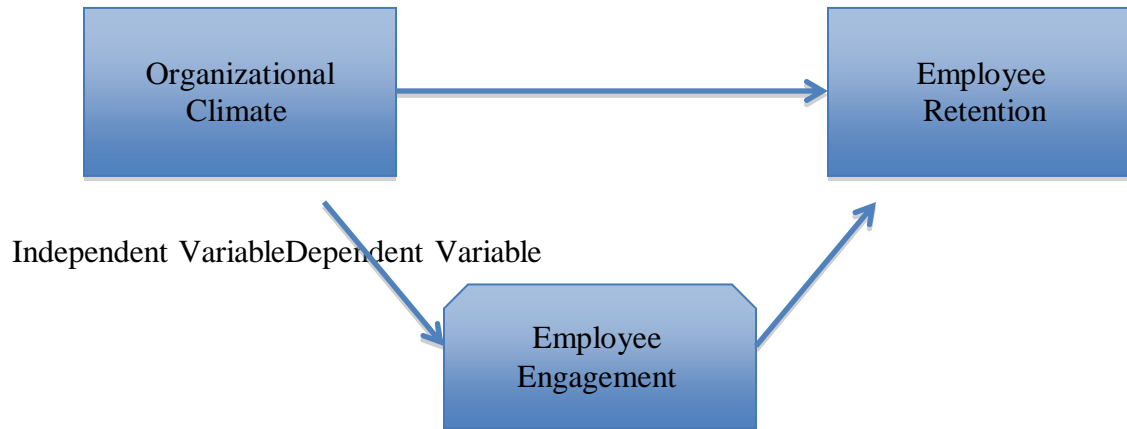 Organizational
Climate
Employee
Retention
Independent VariableDependent Variable
Employee
Engagement